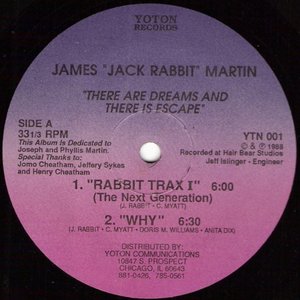 YOTON
RECORDS
JAMES "JACK RABBIT" MARTIN
"THERE ARE DREAMS AND
THERE IS ESCAPE"
SIDE A
33 1/3 RPM
This Album is Dedicated to
Joseph and Phyllis Martin.
Special Thanks to:
Jomo Cheatham, Jeffery Sykes
and Henry Cheatham
YTN 001
© & ℗ 1988
Recorded at Hair Bear Studios
Jeff Islinger - Engineer
1. "RABBIT TRAX I" 6:00
(The Next Generation)
(J. RABBIT - C. MYATT)
2. "WHY" 6:30
(J. RABBIT - C. MYATT - DORIS M. WILLIAMS - ANITA DIX)
DISTRIBUTED BY:
YOTON COMMUNICATIONS
10847 S. PROSPECT
CHICAGO, IL 60643
881-0426, 785-0561